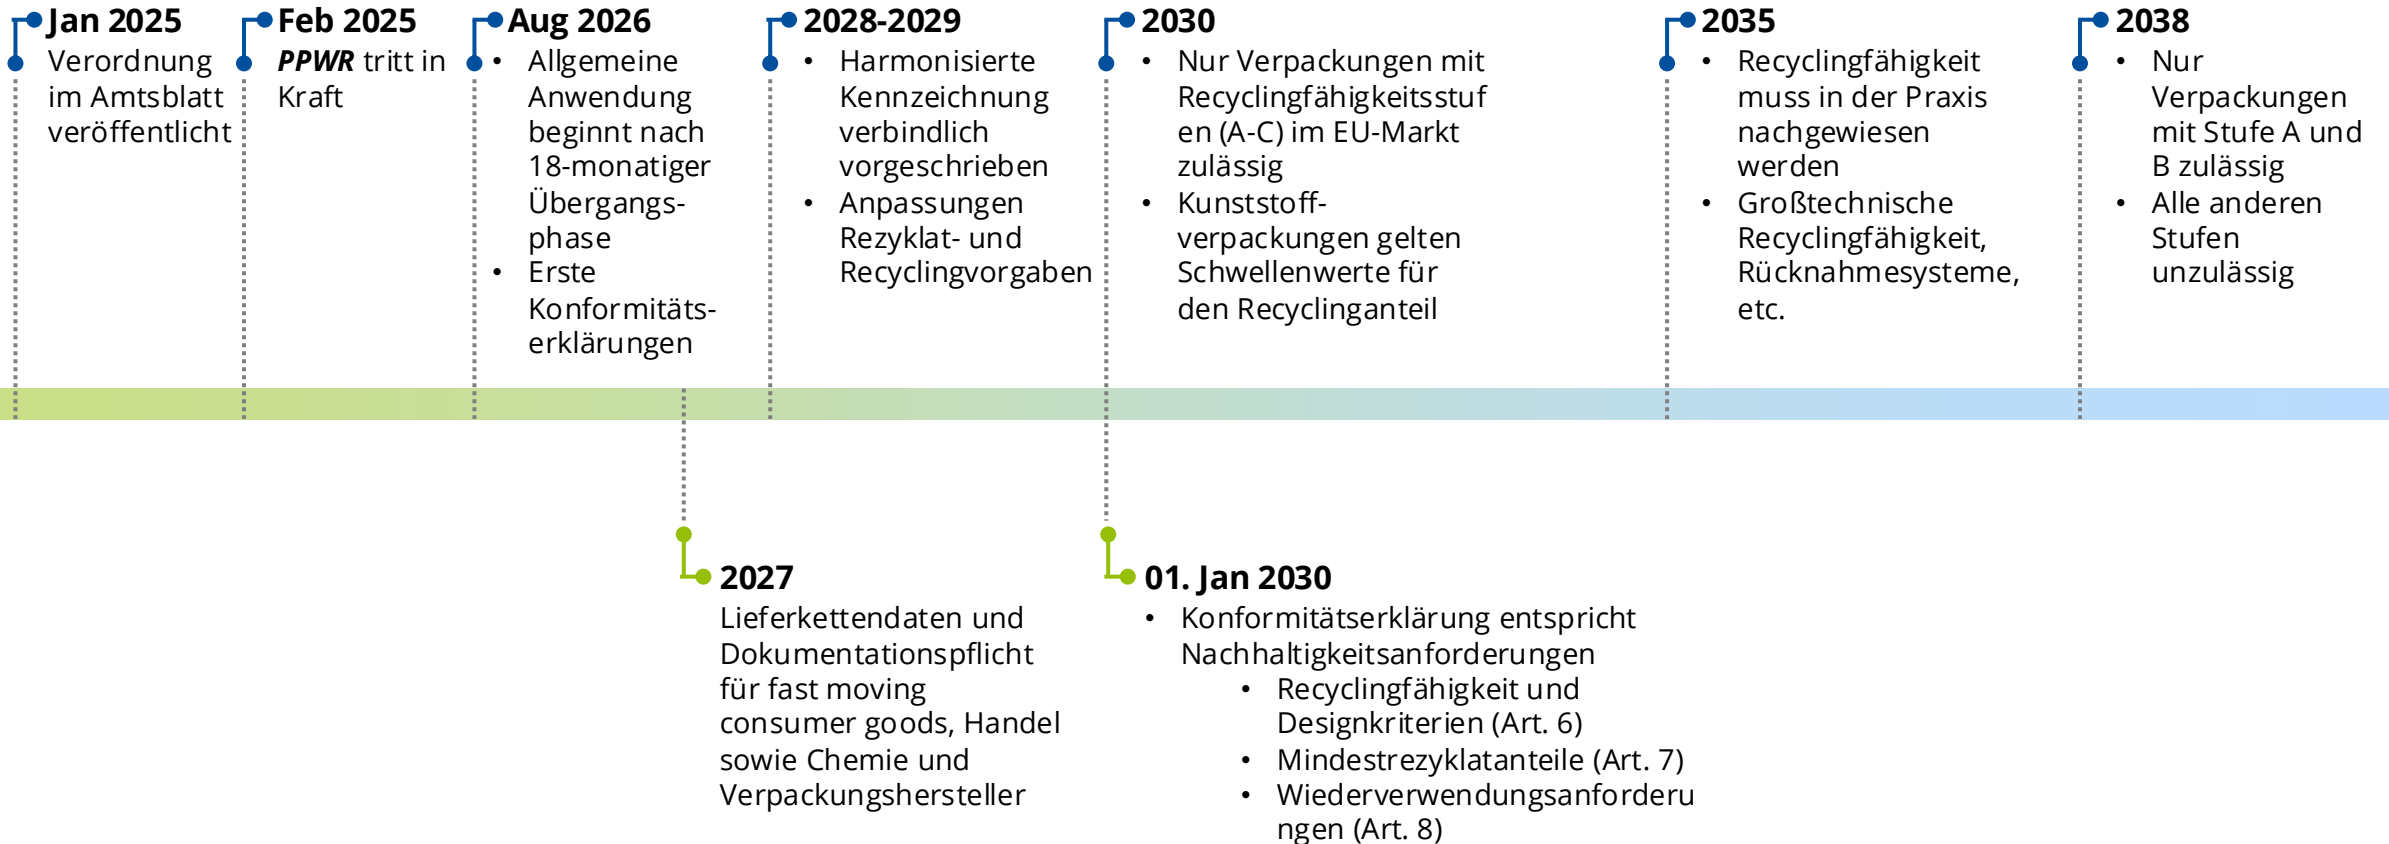 Jan 2025
Verordnung
im Amtsblatt
veröffentlicht
Feb 2025
PPWR tritt in
Kraft
Aug 2026
• Allgemeine
Anwendung
beginnt nach
18-monatiger
Übergangs-
phase
• Erste
Konformitäts-
erklärungen
2028-2029
• Harmonisierte
Kennzeichnung
verbindlich
vorgeschrieben
• Anpassungen
Rezyklat- und
Recyclingvorgaben
2030
• Nur Verpackungen mit
Recyclingfähigkeitsstuf
en (A-C) im EU-Markt
zulässig
• Kunststoff-
verpackungen gelten
Schwellenwerte für
den Recyclinganteil
2035
• Recyclingfähigkeit
muss in der Praxis
nachgewiesen
werden
• Großtechnische
Recyclingfähigkeit,
Rücknahmesysteme,
etc.
2038
• Nur
Verpackungen
mit Stufe A und
B zulässig
• Alle anderen
Stufen
unzulässig
2027
Lieferkettendaten und
Dokumentationspflicht
für fast moving
consumer goods, Handel
sowie Chemie und
Verpackungshersteller
01. Jan 2030
• Konformitätserklärung entspricht
Nachhaltigkeitsanforderungen
• Recyclingfähigkeit und
Designkriterien (Art. 6)
• Mindestrezyklatanteile (Art. 7)
• Wiederverwendungsanforderu
ngen (Art. 8)